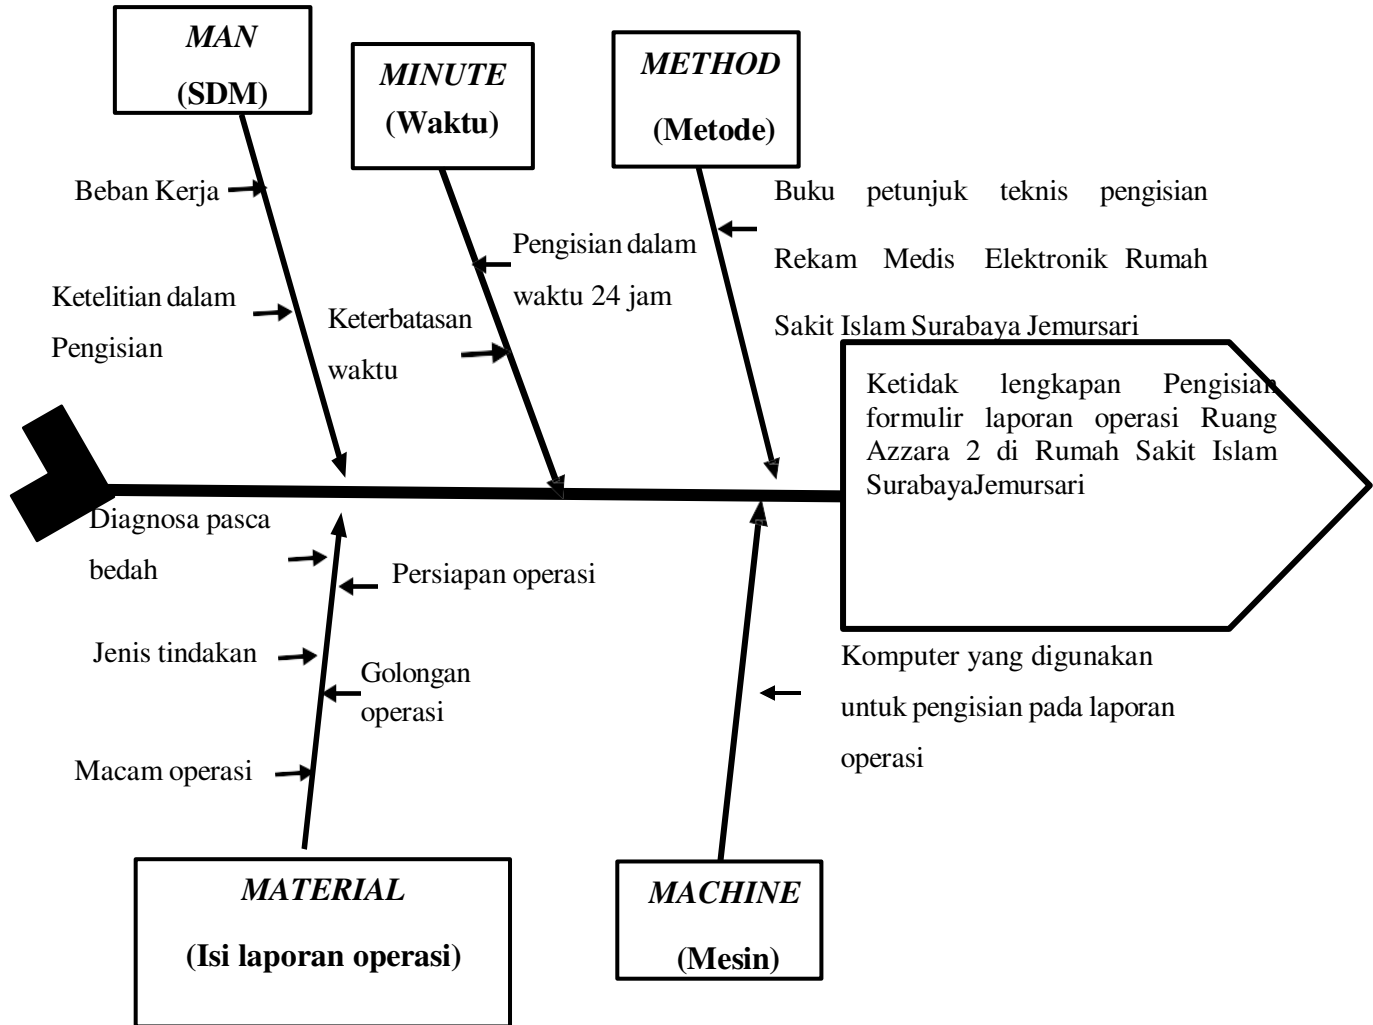 MAN
(SDM)
MINUTE
(Waktu)
METHOD
(Metode)
Beban Kerja
Ketelitian dalam
Pengisian
Pengisian dalam
waktu 24 jam
Keterbatasan
waktu
Buku petunjuk teknis pengisian
Rekam Medis Elektronik Rumah
Sakit Islam Surabaya Jemursari
Ketidak lengkapan Pengisian
formulir laporan operasi Ruang
Azzara 2 di Rumah Sakit Islam
SurabayaJemursari
Diagnosa pasca
bedah
Persiapan operasi
Jenis tindakan
Golongan
operasi
Macam operasi
Komputer yang digunakan
untuk pengisian pada laporan
operasi
MATERIAL
(Isi laporan operasi)
MACHINE
(Mesin)